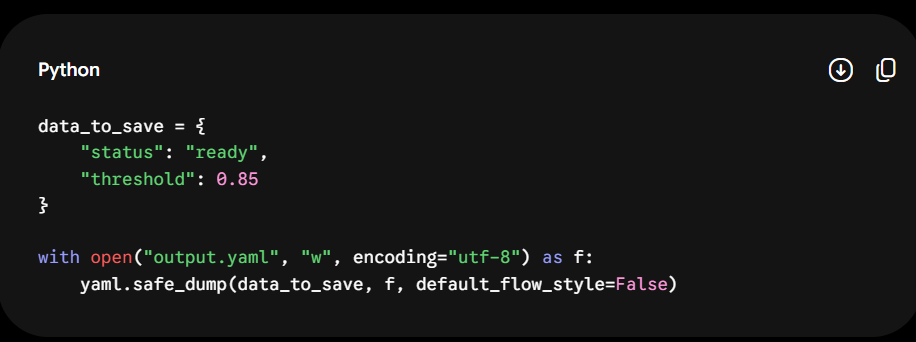 Python
data_to_save = {
    "status": "ready",
    "threshold": 0.85
}
with open("output.yaml", "w", encoding="utf-8") as f:
    yaml.safe_dump(data_to_save, f, default_flow_style=False)